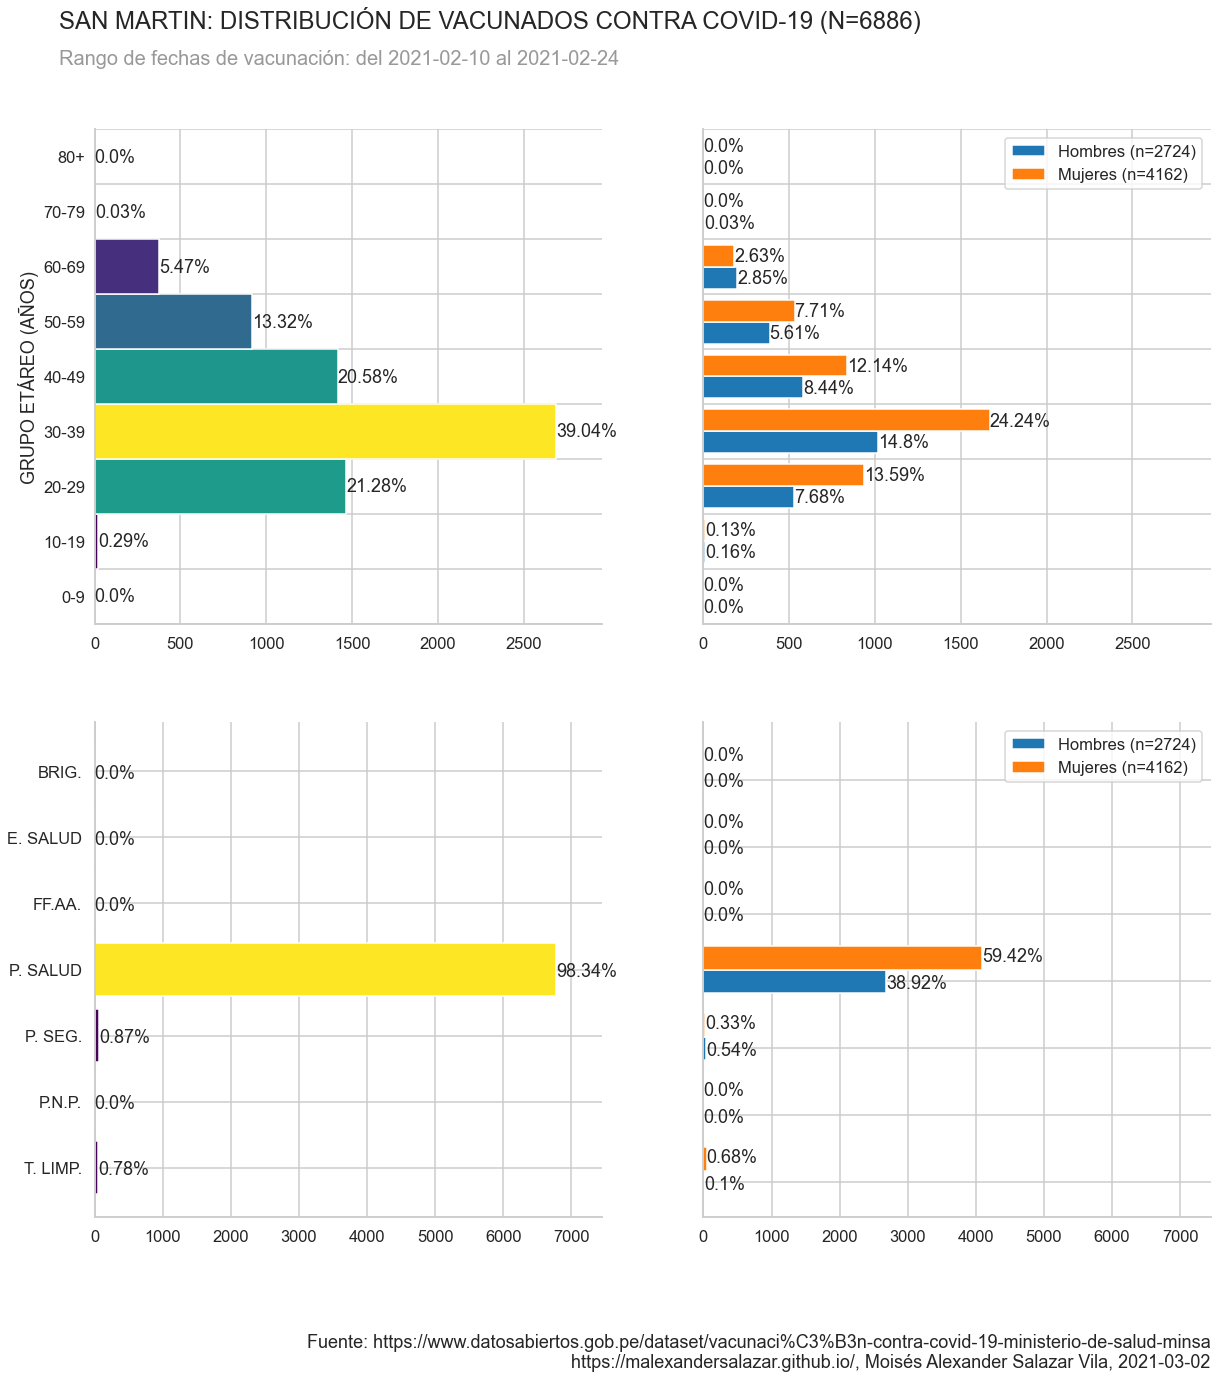 SAN MARTIN: DISTRIBUCIÓN DE VACUNADOS CONTRA COVID-19 (N=6886)
Rango de fechas de vacunación: del 2021-02-10 al 2021-02-24
GRUPO ETÁREO (AÑOS)
80+ 0.0%
70-79 0.03%
60-69 5.47%
50-59 13.32%
40-49 20.58%
30-39 39.04%
20-29 21.28%
10-19 0.29%
0-9 0.0%
0 500 1000 1500 2000 2500
Hombres (n=2724)
Mujeres (n=4162)
0.0%
0.0%
0.0%
0.03%
2.63%
2.85%
7.71%
5.61%
12.14%
8.44%
24.24%
14.8%
13.59%
7.68%
0.13%
0.16%
0.0%
0.0%
0 500 1000 1500 2000 2500
BRIG. 0.0%
E. SALUD 0.0%
FF.AA. 0.0%
P. SALUD 98.34%
P. SEG. 0.87%
P.N.P. 0.0%
T. LIMP. 0.78%
0 1000 2000 3000 4000 5000 6000 7000
Hombres (n=2724)
Mujeres (n=4162)
0.0%
0.0%
0.0%
0.0%
0.0%
0.0%
59.42%
38.92%
0.33%
0.54%
0.0%
0.0%
0.68%
0.1%
0 1000 2000 3000 4000 5000 6000 7000
Fuente: https://www.datosabiertos.gob.pe/dataset/vacunaci%C3%B3n-contra-covid-19-ministerio-de-salud-minsa
https://malexandersalazar.github.io/, Moisés Alexander Salazar Vila, 2021-03-02